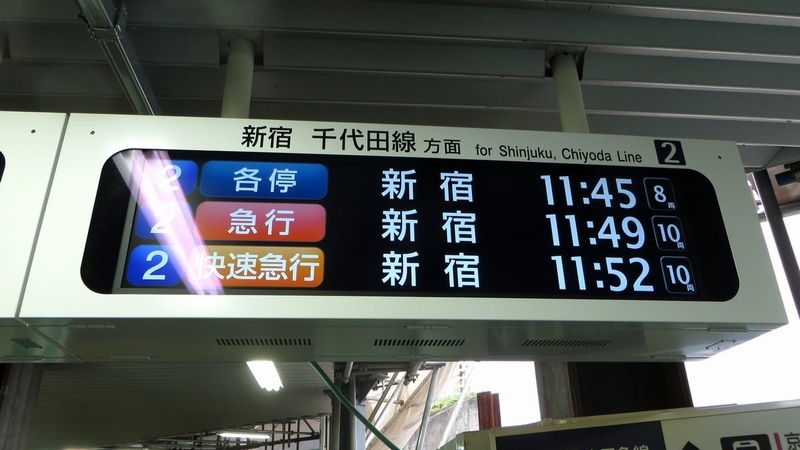 新宿 千代田線 方面 for Shinjuku, Chiyoda Line 2
2 各停 新宿 11:45 8両
2 急行 新宿 11:49 10両
2 快速急行 新宿 11:52 10両
京